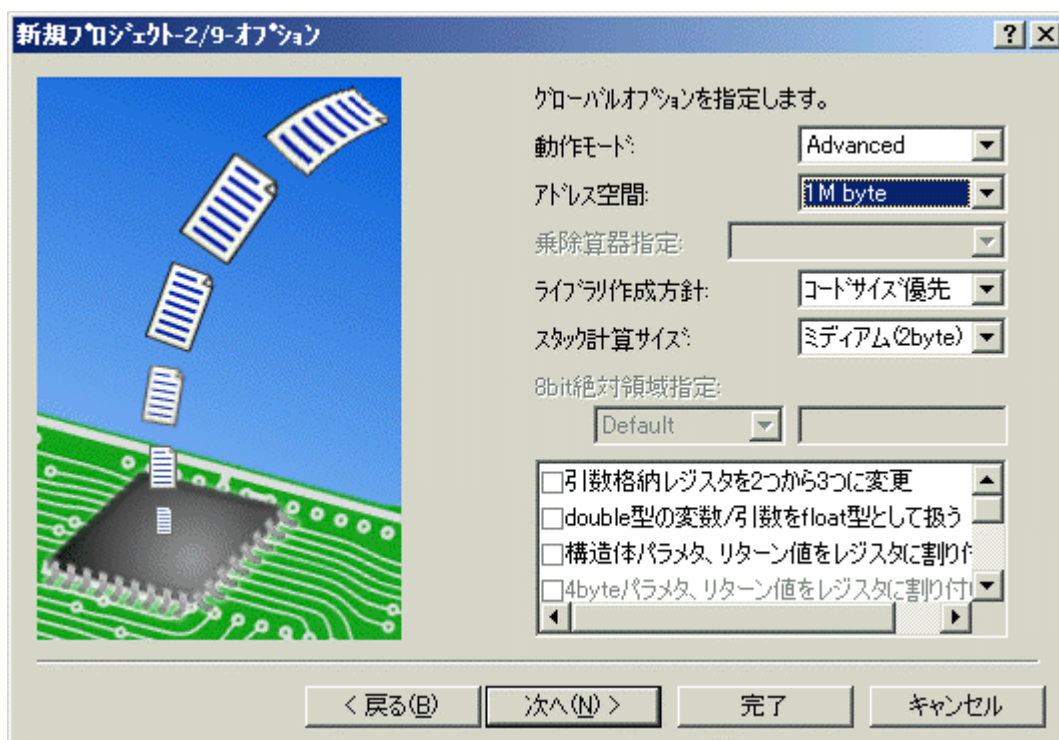 新規ﾌﾟﾛｼﾞｪｸﾄ-2/9-ｵﾌﾟｼｮﾝ
ｸﾞﾛｰﾊﾞﾙｵﾌﾟｼｮﾝを指定します。
動作ﾓｰﾄﾞ:
Advanced
ｱﾄﾞﾚｽ空間:
1M byte
乗除算器指定:
ﾗｲﾌﾞﾗﾘ作成方針:
ｺｰﾄﾞｻｲｽﾞ優先
ｽﾀｯｸ計算ｻｲｽﾞ:
ミディアム(2byte)
8bit絶対領域指定:
Default
引数格納レジスタを2つから3つに変更
double型の変数/引数をfloat型として扱う
構造体パラメタ、リターン値をレジスタに割り付
4byteパラメタ、リターン値をレジスタに割り付け
< 戻る(B)
次へ(N) >
完了
キャンセル